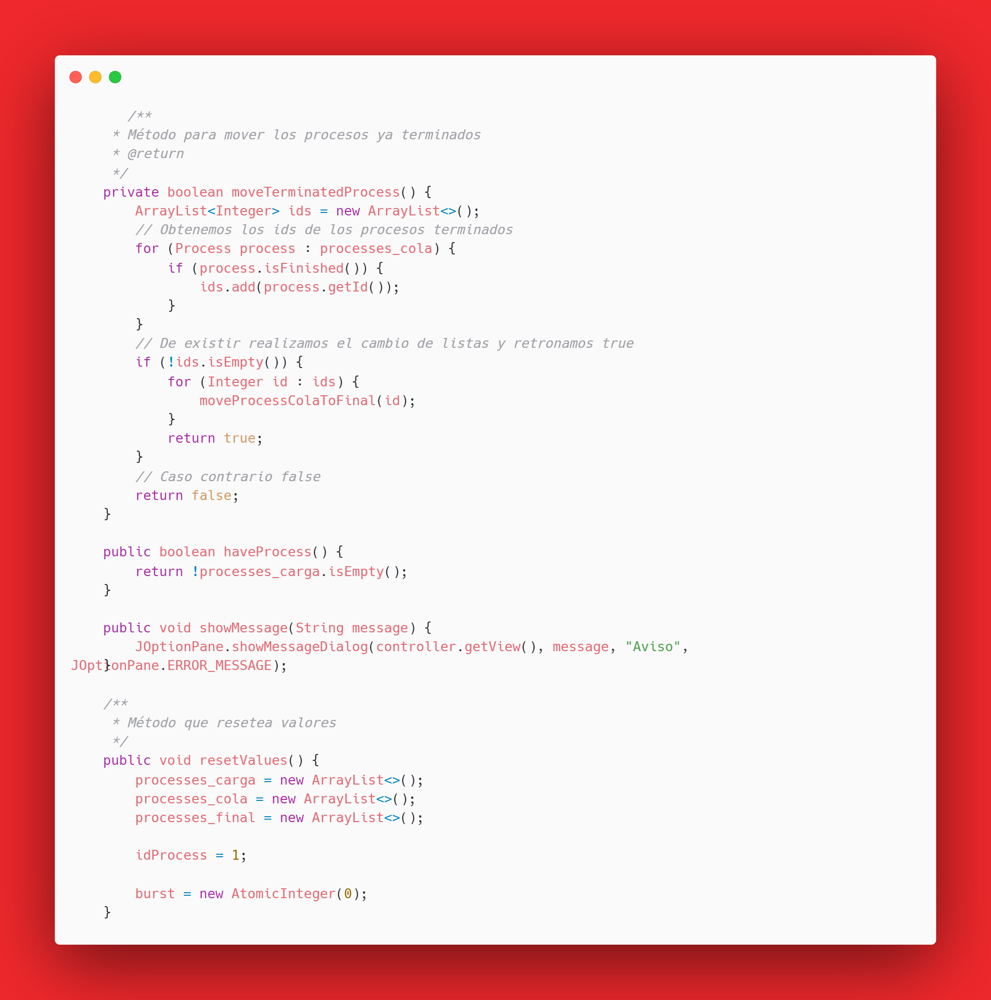 /**
* Método para mover los procesos ya terminados
* @return
*/
private boolean moveTerminatedProcess() {
ArrayList<Integer> ids = new ArrayList<>();
// Obtenemos los ids de los procesos terminados
for (Process process : processes_cola) {
if (process.isFinished()) {
ids.add(process.getId());
}
}
// De existir realizamos el cambio de listas y retronamos true
if (!ids.isEmpty()) {
for (Integer id : ids) {
moveProcessColaToFinal(id);
}
return true;
}
// Caso contrario false
return false;
}
public boolean haveProcess() {
return !processes_carga.isEmpty();
}
public void showMessage(String message) {
JOptionPane.showMessageDialog(controller.getView(), message, "Aviso",
JOptionPane.ERROR_MESSAGE);
}
/**
* Método que resetea valores
*/
public void resetValues() {
processes_carga = new ArrayList<>();
processes_cola = new ArrayList<>();
processes_final = new ArrayList<>();
idProcess = 1;
burst = new AtomicInteger(0);
}